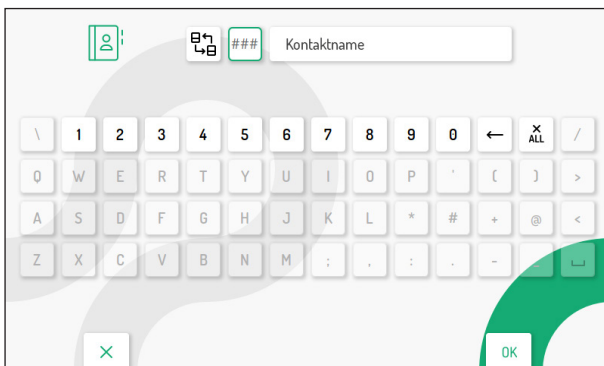 ### Kontaktname
\ 1 2 3 4 5 6 7 8 9 0 ← × ALL /
Q W E R T Y U I O P ' ( ) >
A S D F G H J K L * # + @ <
Z X C V B N M ; , : . - _ ⌴
× OK